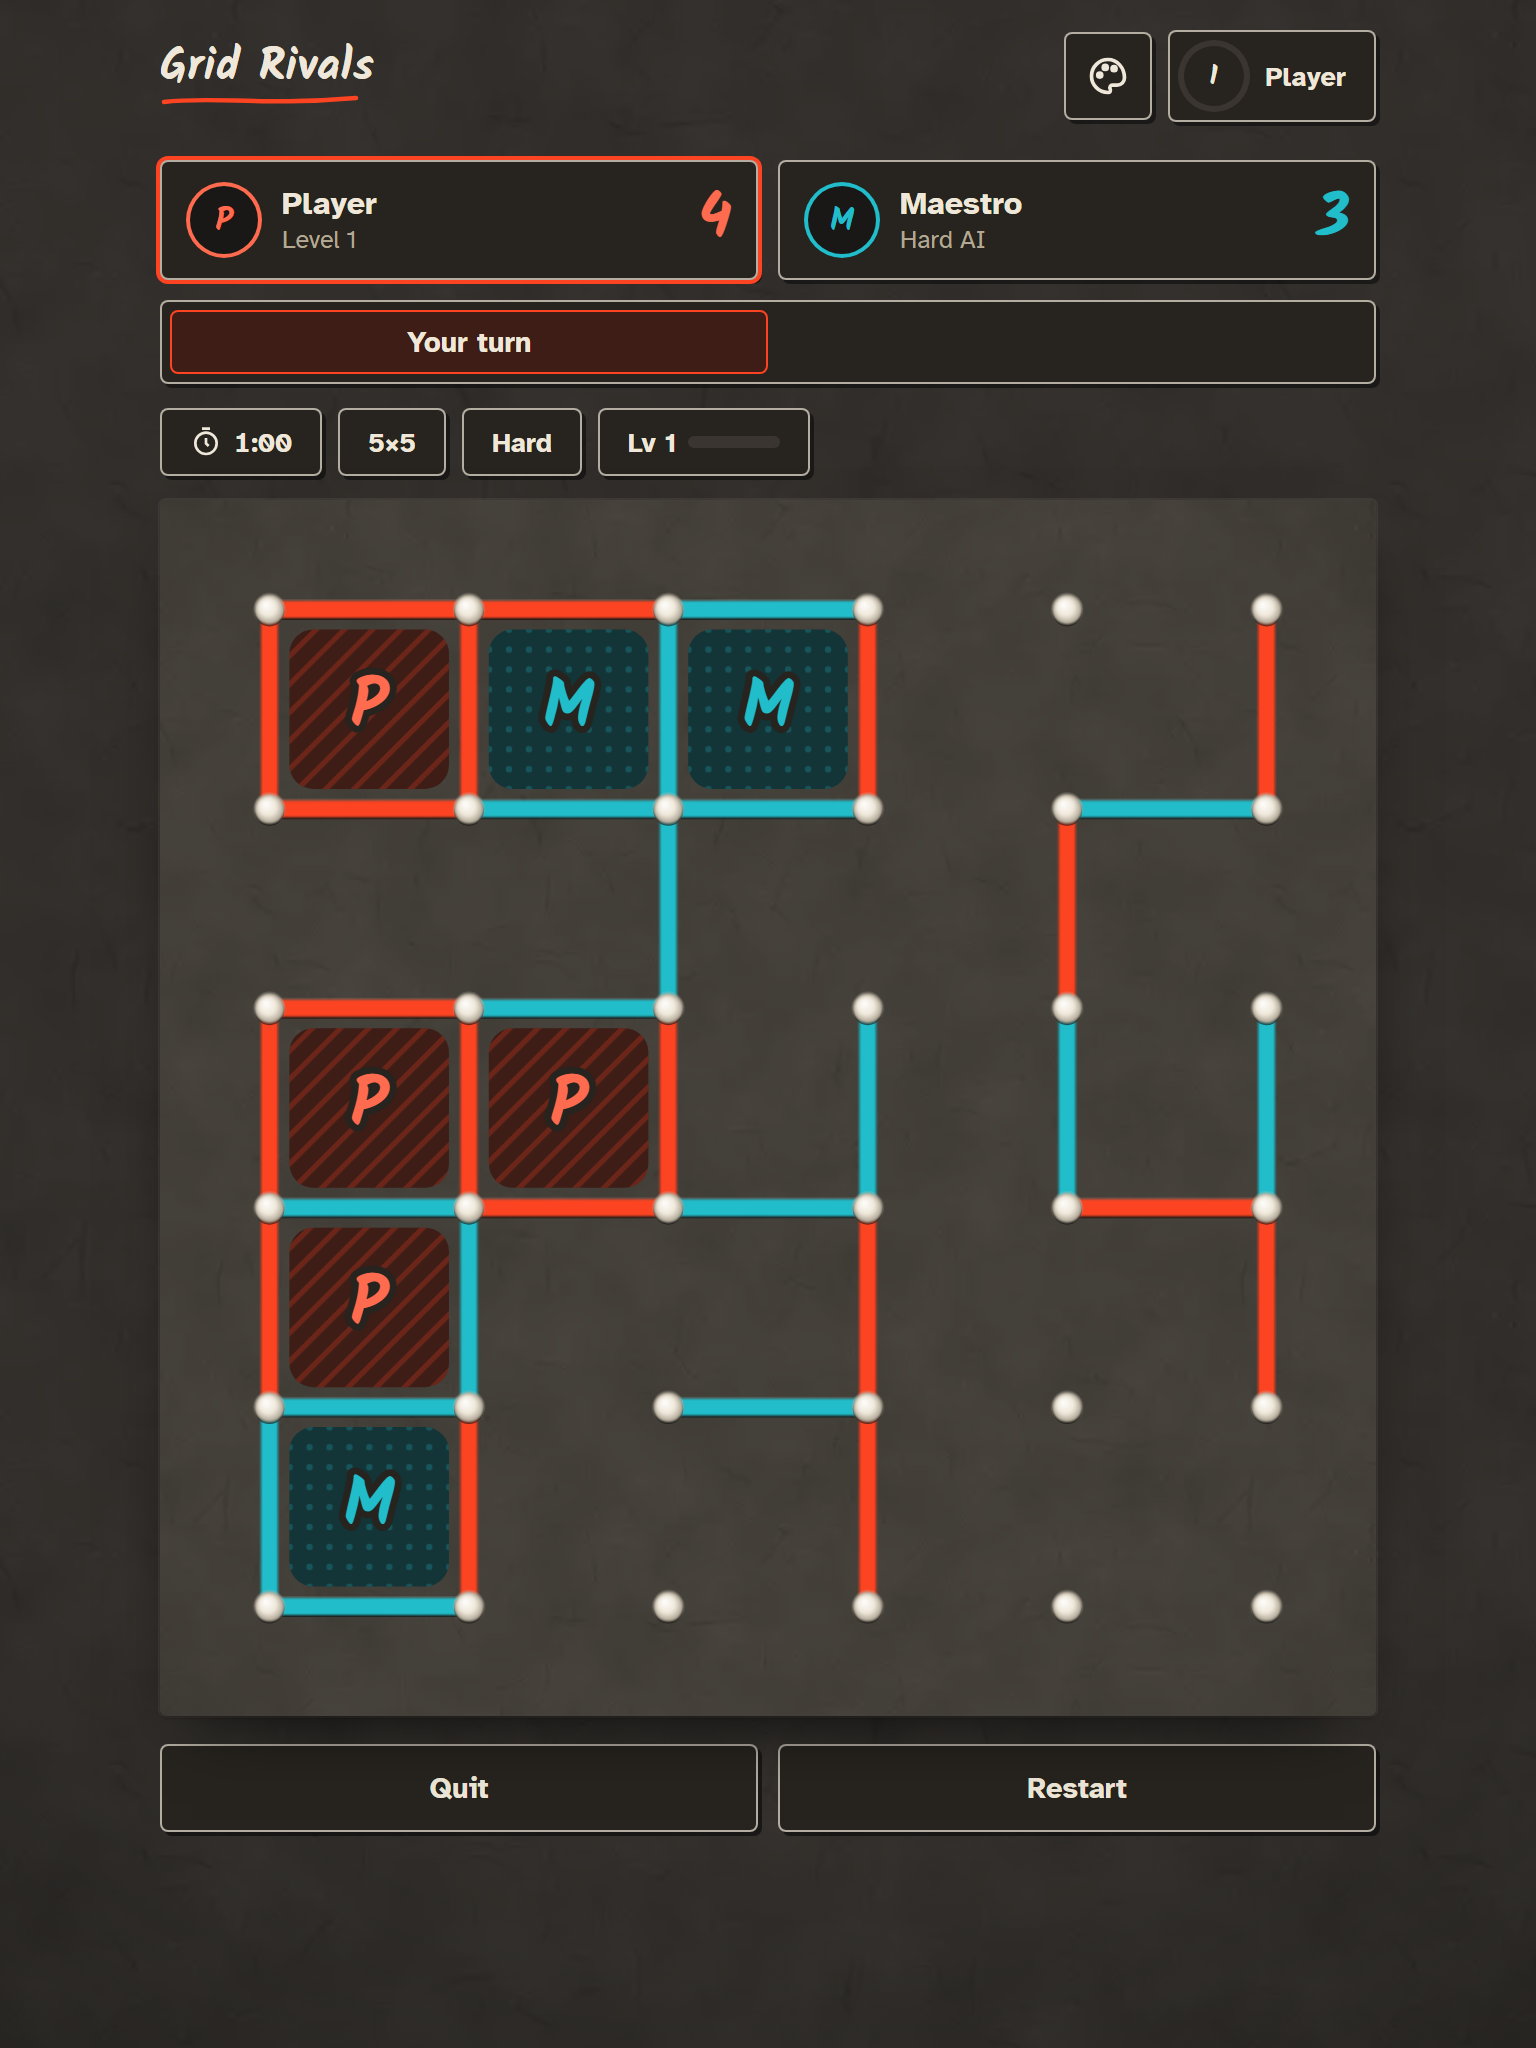 Grid Rivals
1 Player
P Player 4
Level 1
M Maestro 3
Hard AI
Your turn
1:00 5×5 Hard Lv 1
P M M
P P
P
M
Quit Restart